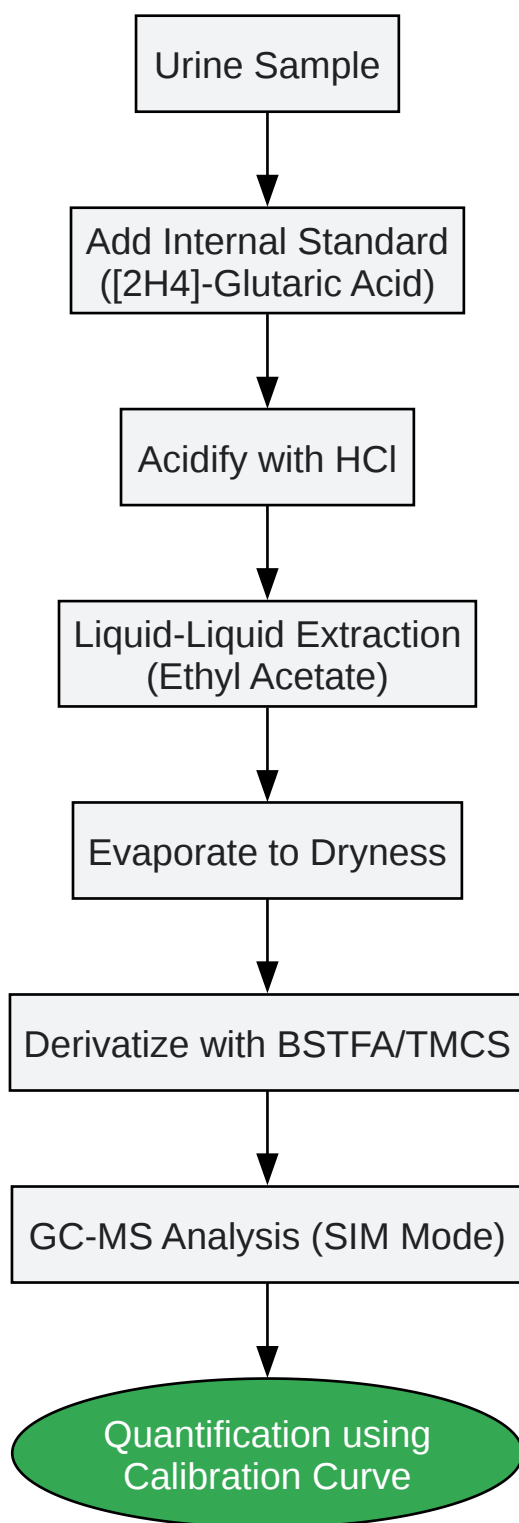 Urine Sample
Add Internal Standard
([2H4]-Glutaric Acid)
Acidify with HCl
Liquid-Liquid Extraction
(Ethyl Acetate)
Evaporate to Dryness
Derivatize with BSTFA/TMCS
GC-MS Analysis (SIM Mode)
Quantification using
Calibration Curve